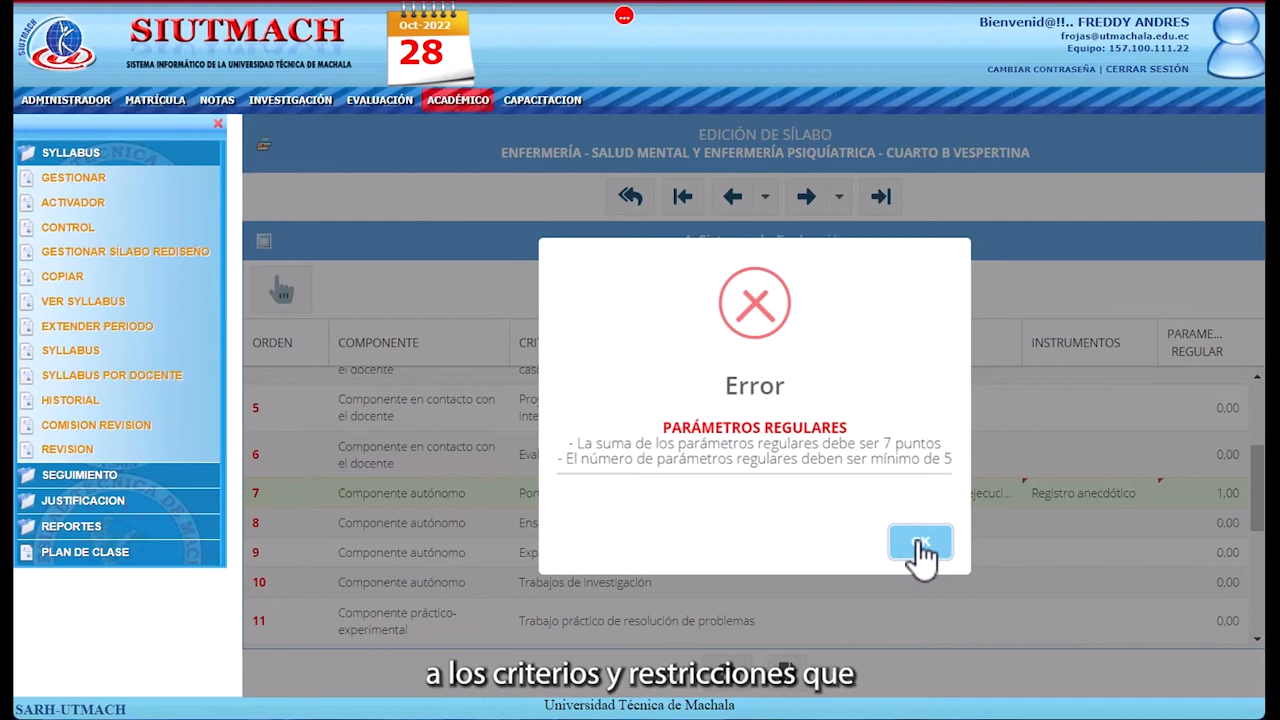 SIUTMACH
SISTEMA INFORMÁTICO DE LA UNIVERSIDAD TÉCNICA DE MACHALA
Oct-2022
28
Bienvenid@!!.. FREDDY ANDRES
frojas@utmachala.edu.ec
Equipo: 157.100.111.22
CAMBIAR CONTRASEÑA | CERRAR SESIÓN
ADMINISTRADOR MATRÍCULA NOTAS INVESTIGACIÓN EVALUACIÓN ACADÉMICO CAPACITACION
SYLLABUS
GESTIONAR
ACTIVADOR
CONTROL
GESTIONAR SÍLABO REDISEÑO
COPIAR
VER SYLLABUS
EXTENDER PERIODO
SYLLABUS
SYLLABUS POR DOCENTE
HISTORIAL
COMISION REVISION
REVISION
SEGUIMIENTO
JUSTIFICACION
REPORTES
PLAN DE CLASE
EDICIÓN DE SÍLABO
ENFERMERÍA - SALUD MENTAL Y ENFERMERÍA PSIQUÍATRICA - CUARTO B VESPERTINA
ORDEN COMPONENTE INSTRUMENTOS PARAME... REGULAR
el docente
5 Componente en contacto con el docente 0,00
6 Componente en contacto con el docente 0,00
7 Componente autónomo Registro anecdótico 1,00
8 Componente autónomo 0,00
9 Componente autónomo 0,00
10 Componente autónomo Trabajos de Investigación 0,00
11 Componente práctico-experimental Trabajo práctico de resolución de problemas 0,00
Error
PARÁMETROS REGULARES
- La suma de los parámetros regulares debe ser 7 puntos
- El número de parámetros regulares deben ser mínimo de 5
a los criterios y restricciones que
SARH-UTMACH
Universidad Técnica de Machala